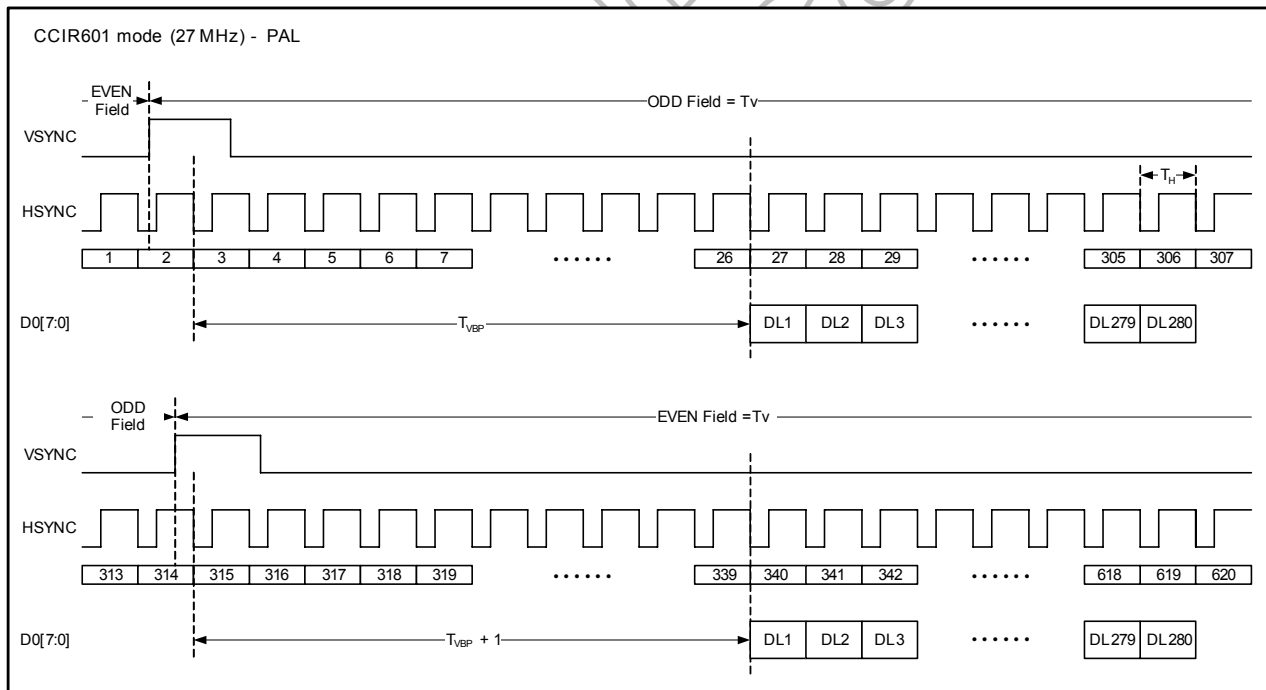 CCIR601 mode (27 MHz) - PAL
EVEN
Field
ODD Field = Tv
VSYNC
HSYNC
TH
1 2 3 4 5 6 7 ...... 26 27 28 29 ...... 305 306 307
D0[7:0]
TVBP
DL1 DL2 DL3 ...... DL279 DL280
ODD
Field
EVEN Field =Tv
VSYNC
HSYNC
313 314 315 316 317 318 319 ...... 339 340 341 342 ...... 618 619 620
D0[7:0]
TVBP + 1
DL1 DL2 DL3 ...... DL279 DL280